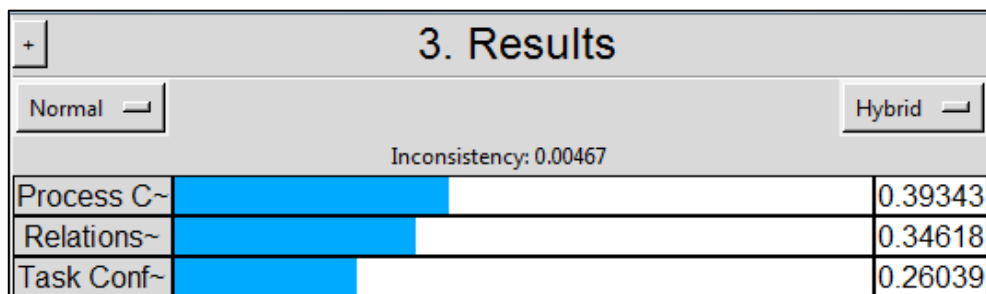 + 3. Results
Normal Hybrid
Inconsistency: 0.00467
Process C~ 0.39343
Relations~ 0.34618
Task Conf~ 0.26039